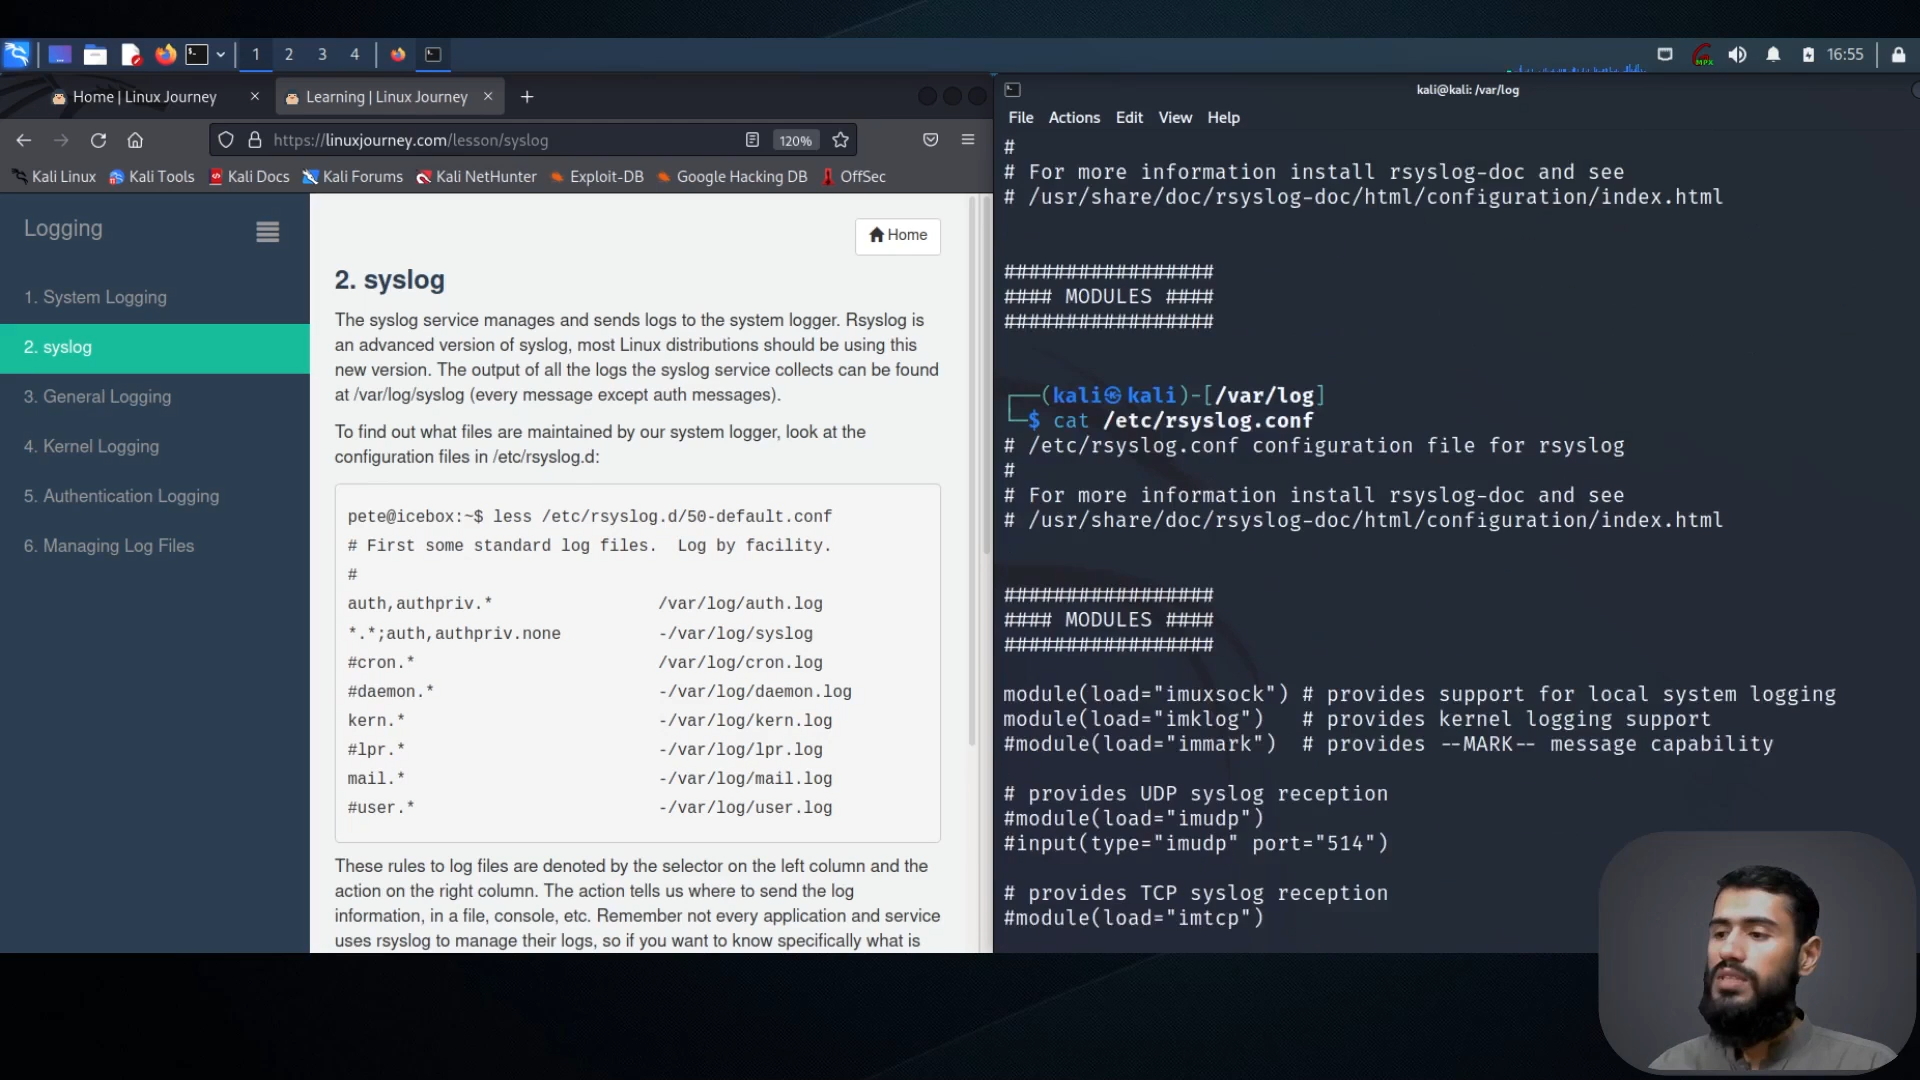 1 2 3 4
16:55
Home | Linux Journey
Learning | Linux Journey
https://linuxjourney.com/lesson/syslog
120%
Kali Linux
Kali Tools
Kali Docs
Kali Forums
Kali NetHunter
Exploit-DB
Google Hacking DB
OffSec
Logging
1. System Logging
2. syslog
3. General Logging
4. Kernel Logging
5. Authentication Logging
6. Managing Log Files
Home
2. syslog
The syslog service manages and sends logs to the system logger. Rsyslog is
an advanced version of syslog, most Linux distributions should be using this
new version. The output of all the logs the syslog service collects can be found
at /var/log/syslog (every message except auth messages).
To find out what files are maintained by our system logger, look at the
configuration files in /etc/rsyslog.d:
pete@icebox:~$ less /etc/rsyslog.d/50-default.conf
# First some standard log files.  Log by facility.
#
auth,authpriv.* /var/log/auth.log
*.*;auth,authpriv.none -/var/log/syslog
#cron.* /var/log/cron.log
#daemon.* -/var/log/daemon.log
kern.* -/var/log/kern.log
#lpr.* -/var/log/lpr.log
mail.* -/var/log/mail.log
#user.* -/var/log/user.log
These rules to log files are denoted by the selector on the left column and the
action on the right column. The action tells us where to send the log
information, in a file, console, etc. Remember not every application and service
uses rsyslog to manage their logs, so if you want to know specifically what is
kali@kali: /var/log
File Actions Edit View Help
#
# For more information install rsyslog-doc and see
# /usr/share/doc/rsyslog-doc/html/configuration/index.html
#################
#### MODULES ####
#################
┌──(kali㉿kali)-[/var/log]
└─$ cat /etc/rsyslog.conf
# /etc/rsyslog.conf configuration file for rsyslog
#
# For more information install rsyslog-doc and see
# /usr/share/doc/rsyslog-doc/html/configuration/index.html
#################
#### MODULES ####
#################
module(load="imuxsock") # provides support for local system logging
module(load="imklog")   # provides kernel logging support
#module(load="immark")  # provides --MARK-- message capability
# provides UDP syslog reception
#module(load="imudp")
#input(type="imudp" port="514")
# provides TCP syslog reception
#module(load="imtcp")